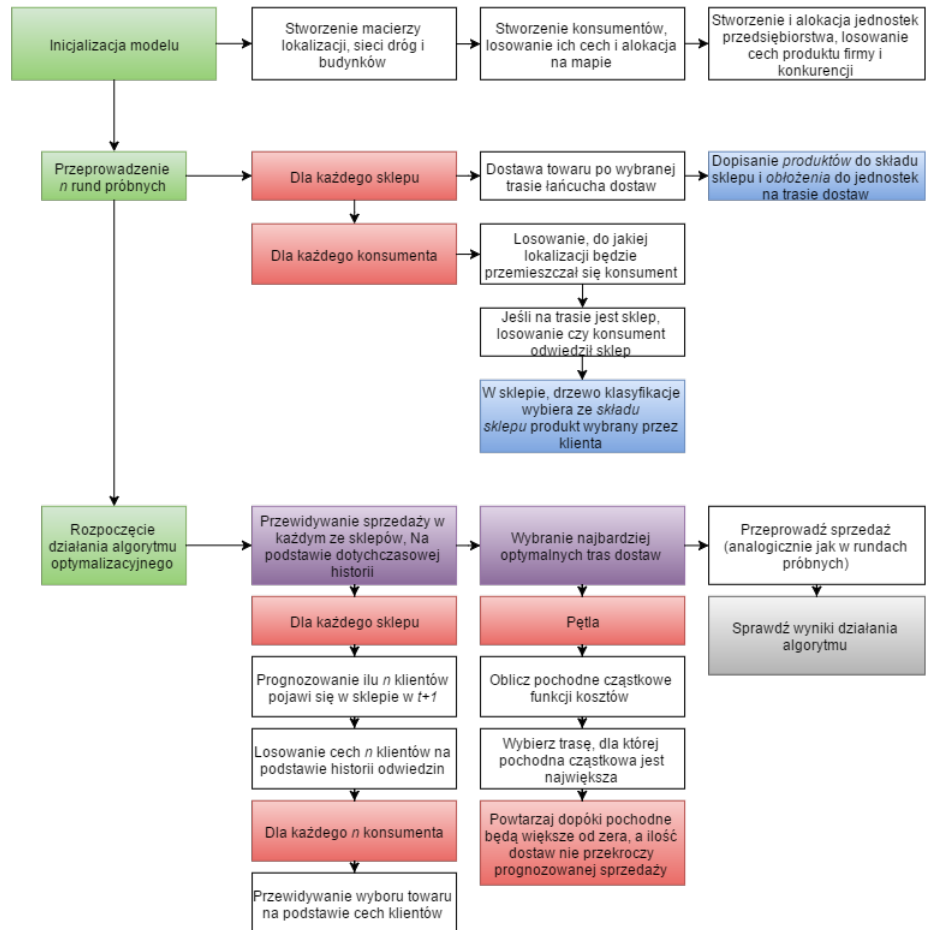 Inicjalizacja modelu
Stworzenie macierzy
lokalizacji, sieci dróg i
budynków
Stworzenie konsumentów,
losowanie ich cech i alokacja
na mapie
Stworzenie i alokacja jednostek
przedsiębiorstwa, losowanie
cech produktu firmy i
konkurencji
Przeprowadzenie
n rund próbnych
Dla każdego sklepu
Dostawa towaru po wybranej
trasie łańcucha dostaw
Dopisanie produktów do składu
sklepu i obłożenia do jednostek
na trasie dostaw
Dla każdego konsumenta
Losowanie, do jakiej
lokalizacji będzie
przemieszczał się konsument
Jeśli na trasie jest sklep,
losowanie czy konsument
odwiedził sklep
W sklepie, drzewo klasyfikacje
wybiera ze składu
sklepu produkt wybrany przez
klienta
Rozpoczęcie
działania algorytmu
optymalizacyjnego
Przewidywanie sprzedaży w
każdym ze sklepów, Na
podstawie dotychczasowej
historii
Wybranie najbardziej
optymalnych tras dostaw
Przeprowadź sprzedaż
(analogicznie jak w rundach
próbnych)
Dla każdego sklepu
Pętla
Sprawdź wyniki działania
algorytmu
Prognozowanie ilu n klientów
pojawi się w sklepie w t+1
Oblicz pochodne cząstkowe
funkcji kosztów
Losowanie cech n klientów na
podstawie historii odwiedzin
Wybierz trasę, dla której
pochodna cząstkowa jest
największa
Dla każdego n konsumenta
Powtarzaj dopóki pochodne
będą większe od zera, a ilość
dostaw nie przekroczy
prognozowanej sprzedaży
Przewidywanie wyboru towaru
na podstawie cech klientów